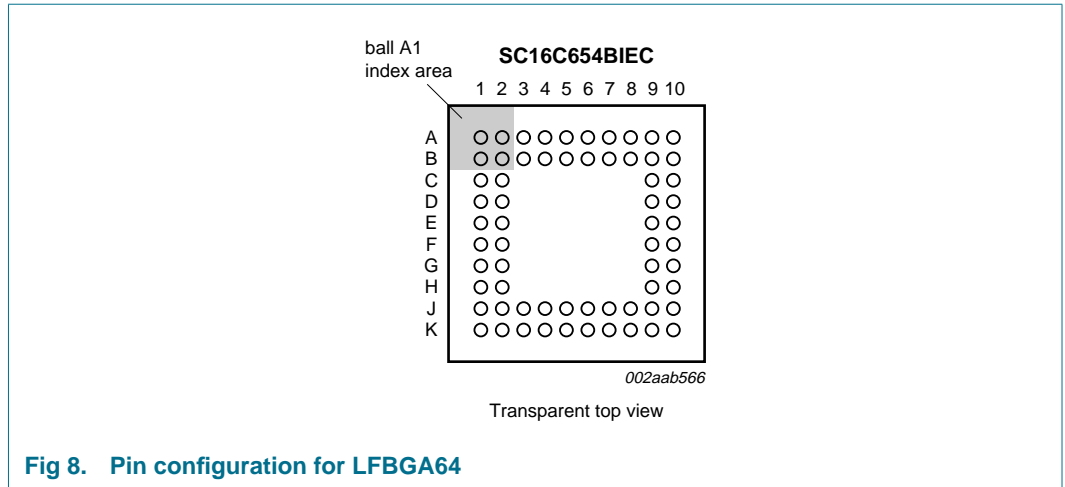 ball A1
index area
SC16C654BIEC
1 2 3 4 5 6 7 8 9 10
A
B
C
D
E
F
G
H
J
K
002aab566
Transparent top view
Fig 8. Pin configuration for LFBGA64